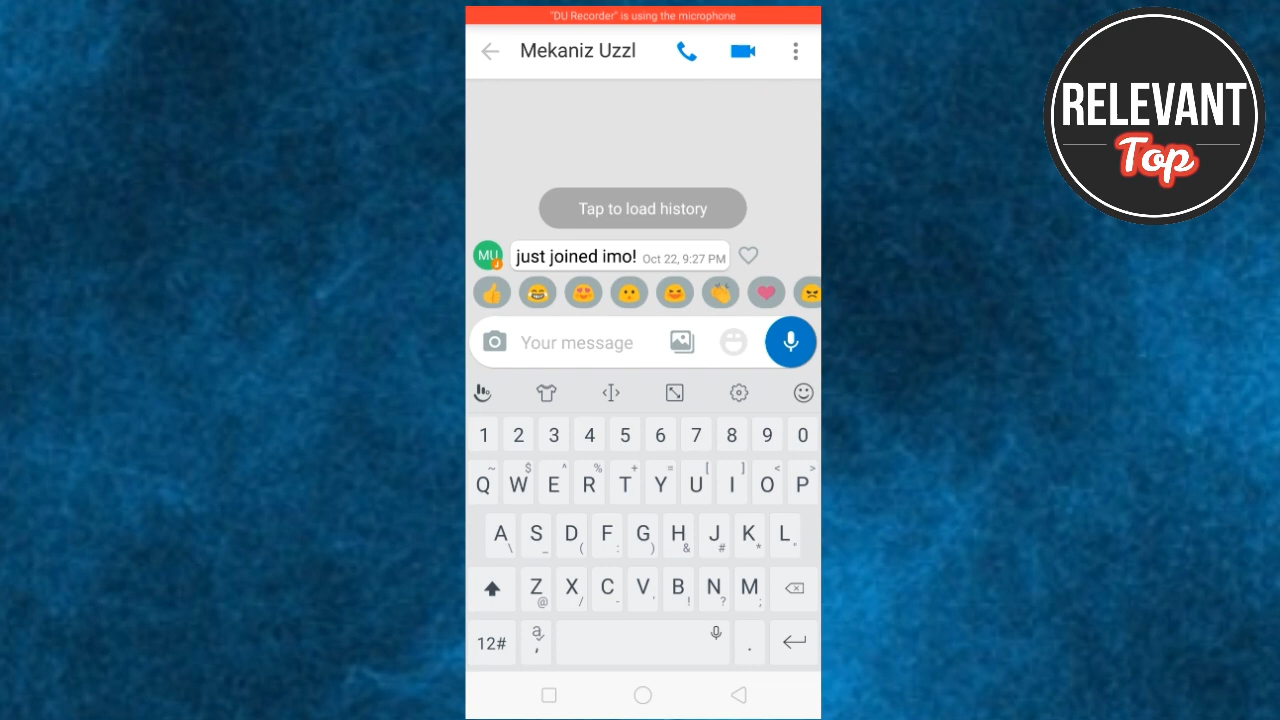 "DU Recorder" is using the microphone
Mekaniz Uzzl
RELEVANT
Top
Tap to load history
MU
just joined imo! Oct 22, 9:27 PM
Your message
1 2 3 4 5 6 7 8 9 0
~ $ ^ % + = [ ] < >
Q W E R T Y U I O P
A S D F G H J K L
\ _ ( : ) & # * "
Z X C V B N M
@ / - ' ! ? ;
12# a , .